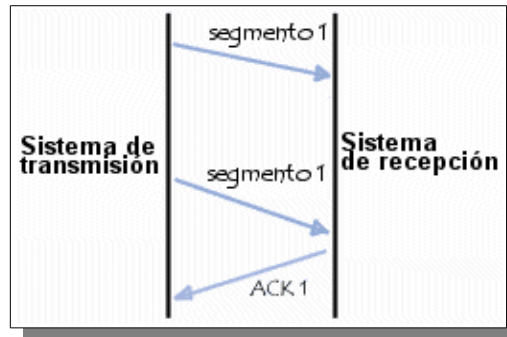 segmento 1
Sistema de
transmisión
Sistema
de recepción
segmento 1
ACK 1